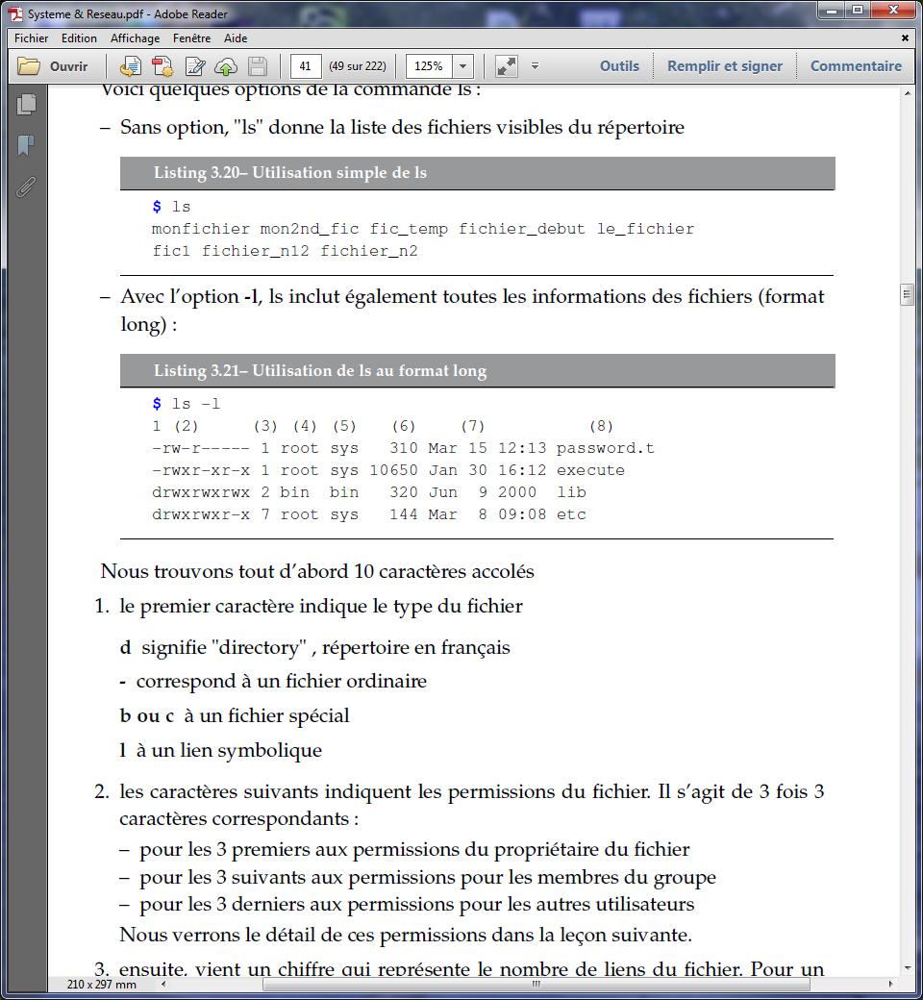 Systeme & Reseau.pdf - Adobe Reader
Fichier Edition Affichage Fenêtre Aide
Ouvrir 41 (49 sur 222) 125% Outils Remplir et signer Commentaire
Voici quelques options de la commande ls :
– Sans option, "ls" donne la liste des fichiers visibles du répertoire
Listing 3.20– Utilisation simple de ls
$ ls
monfichier mon2nd_fic fic_temp fichier_debut le_fichier
fic1 fichier_n12 fichier_n2
– Avec l'option -l, ls inclut également toutes les informations des fichiers (format
long) :
Listing 3.21– Utilisation de ls au format long
$ ls -l
1 (2) (3) (4) (5) (6) (7) (8)
-rw-r----- 1 root sys 310 Mar 15 12:13 password.t
-rwxr-xr-x 1 root sys 10650 Jan 30 16:12 execute
drwxrwxrwx 2 bin bin 320 Jun 9 2000 lib
drwxrwxr-x 7 root sys 144 Mar 8 09:08 etc
Nous trouvons tout d'abord 10 caractères accolés
1. le premier caractère indique le type du fichier
d signifie "directory" , répertoire en français
- correspond à un fichier ordinaire
b ou c à un fichier spécial
l à un lien symbolique
2. les caractères suivants indiquent les permissions du fichier. Il s'agit de 3 fois 3
caractères correspondants :
– pour les 3 premiers aux permissions du propriétaire du fichier
– pour les 3 suivants aux permissions pour les membres du groupe
– pour les 3 derniers aux permissions pour les autres utilisateurs
Nous verrons le détail de ces permissions dans la leçon suivante.
3. ensuite, vient un chiffre qui représente le nombre de liens du fichier. Pour un
210 x 297 mm